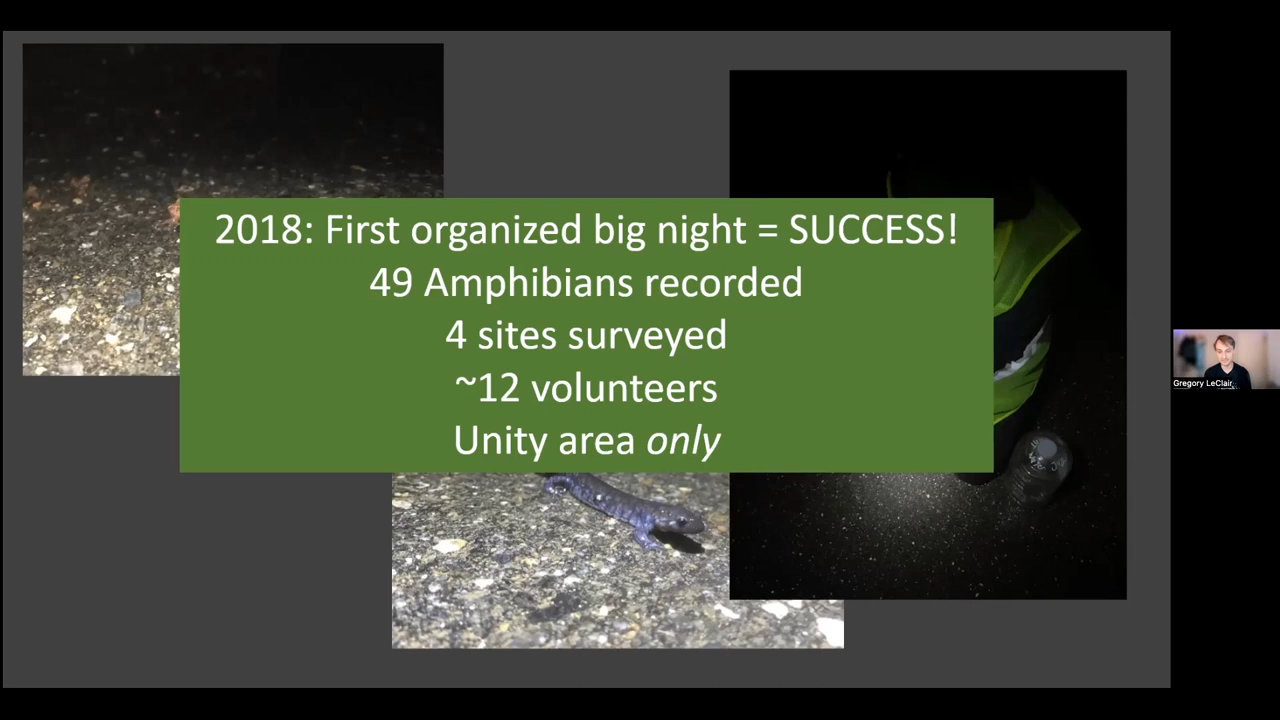 2018: First organized big night = SUCCESS!
49 Amphibians recorded
4 sites surveyed
~12 volunteers
Unity area only
Gregory LeClair